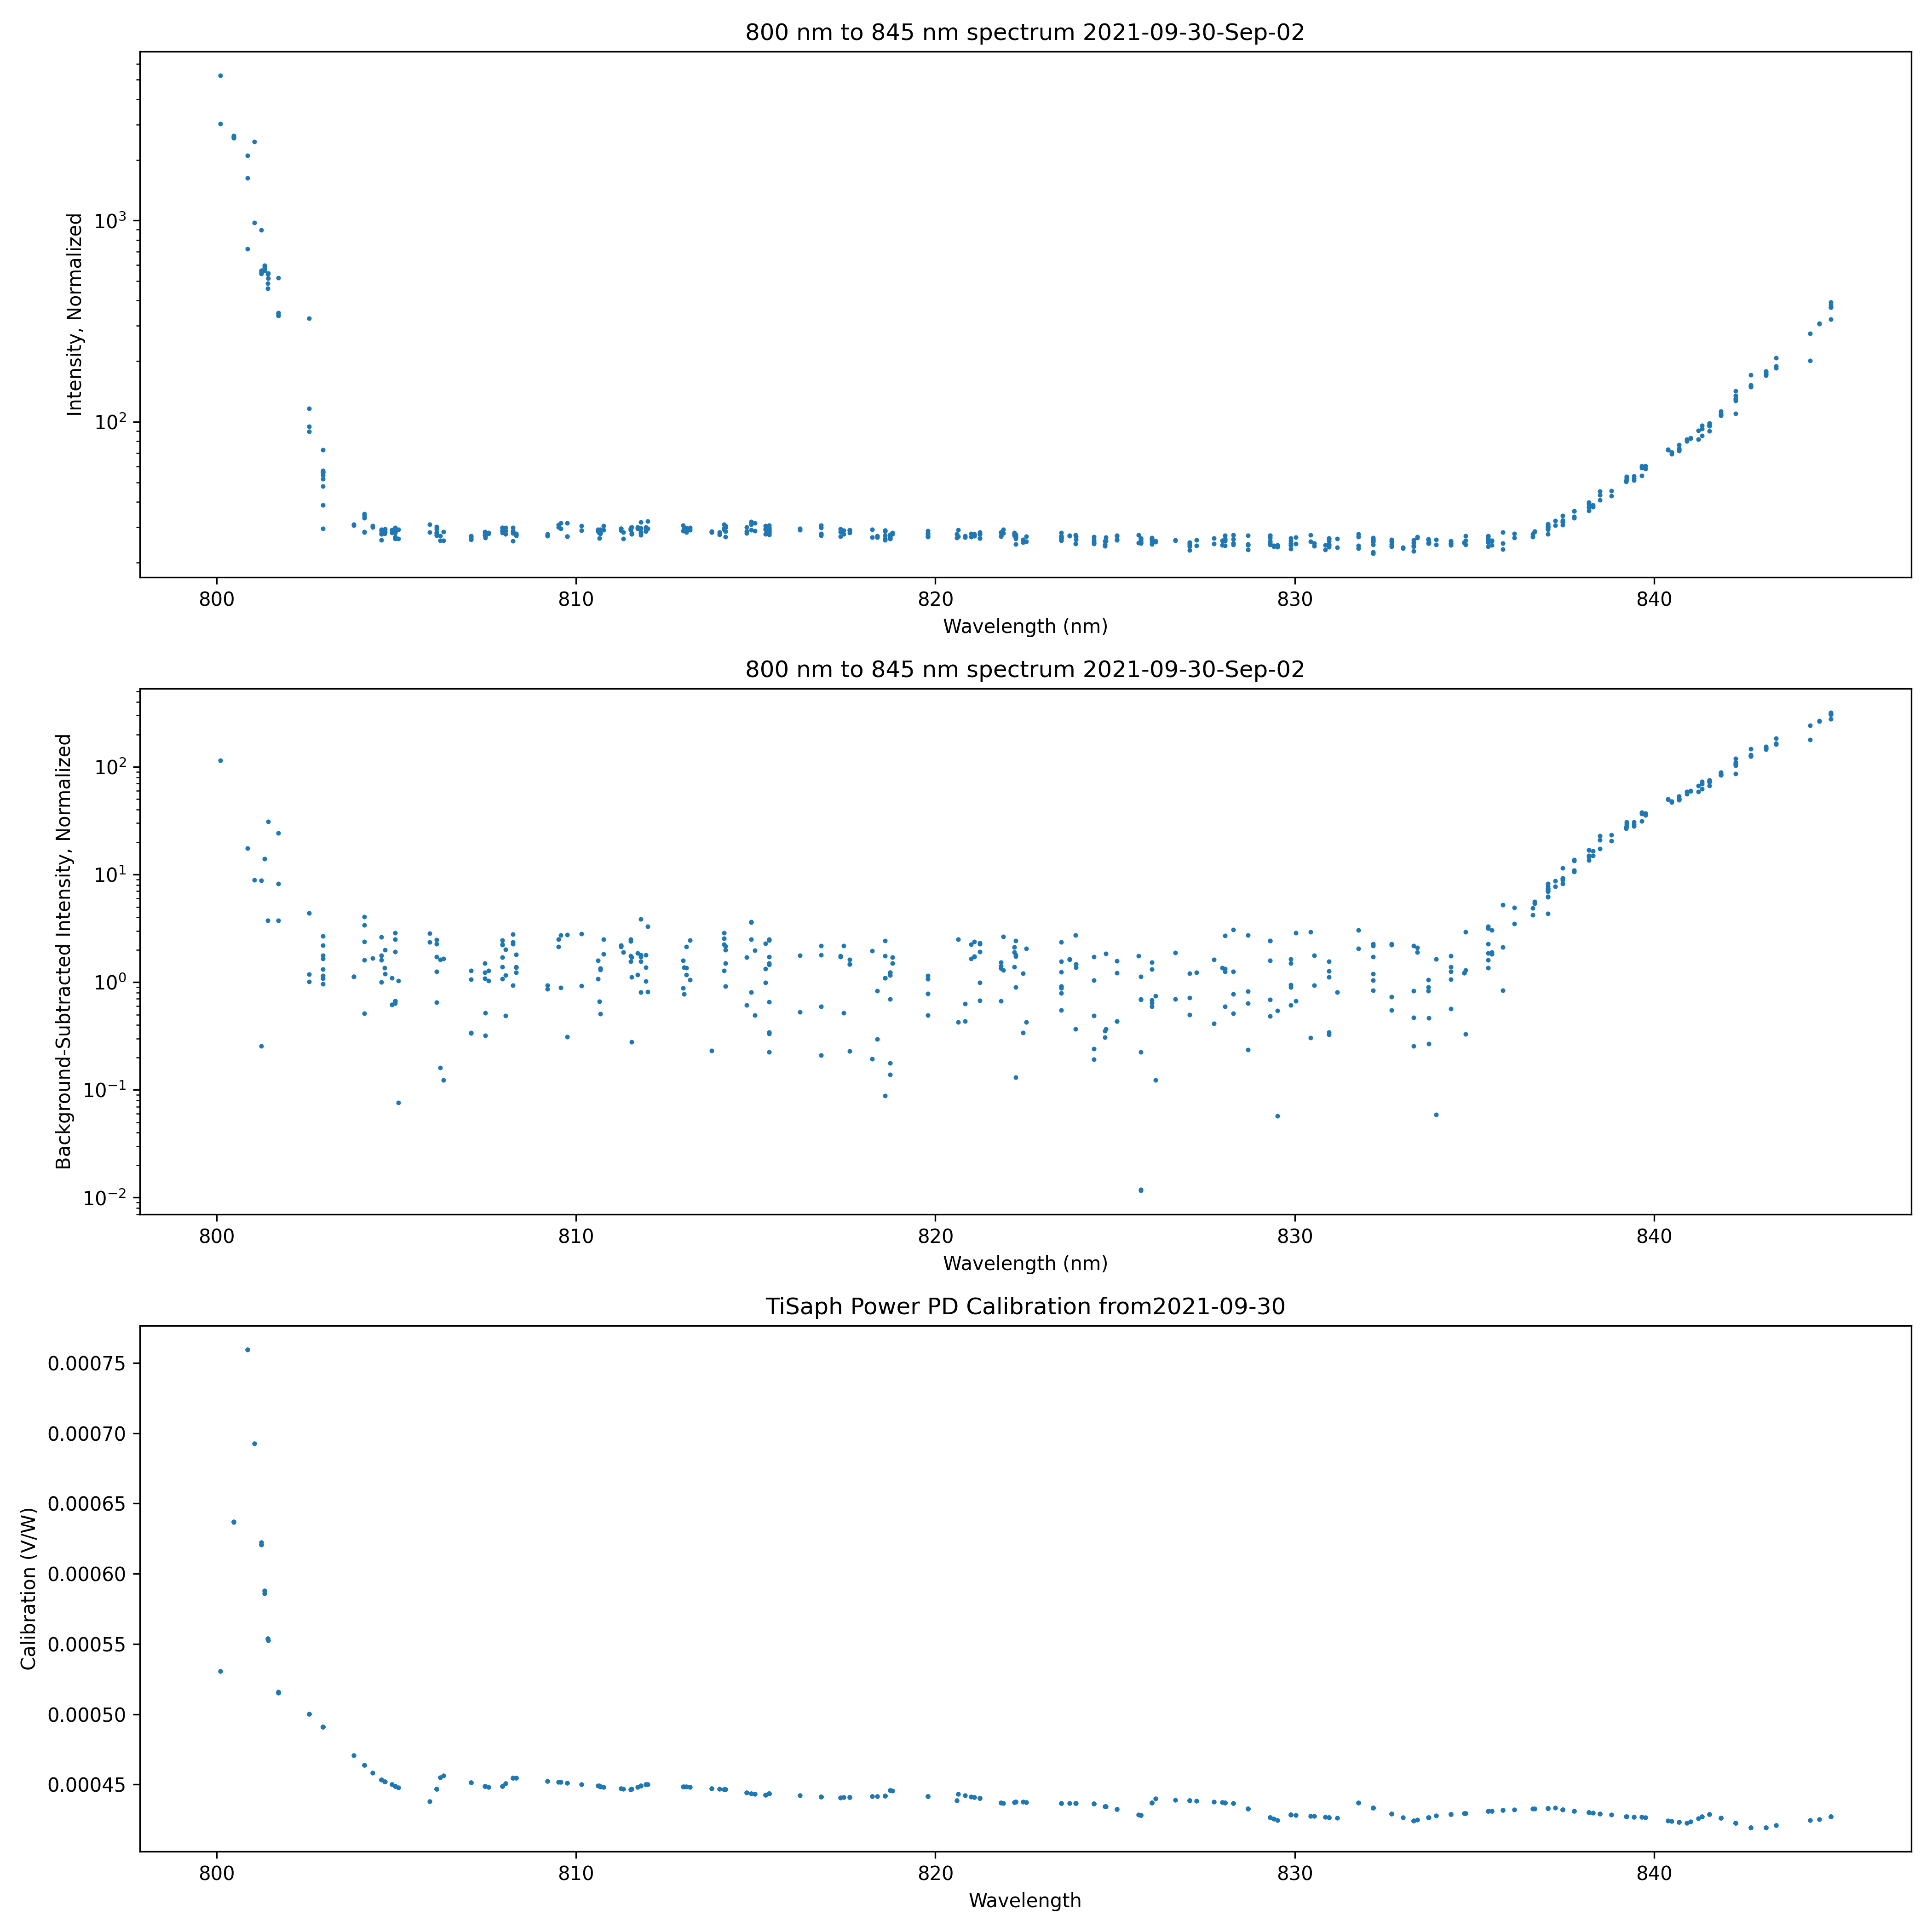 800 nm to 845 nm spectrum 2021-09-30-Sep-02
Intensity, Normalized
10³
10²
800 810 820 830 840
Wavelength (nm)
800 nm to 845 nm spectrum 2021-09-30-Sep-02
Background-Subtracted Intensity, Normalized
10²
10¹
10⁰
10⁻¹
10⁻²
800 810 820 830 840
Wavelength (nm)
TiSaph Power PD Calibration from2021-09-30
Calibration (V/W)
0.00075
0.00070
0.00065
0.00060
0.00055
0.00050
0.00045
800 810 820 830 840
Wavelength